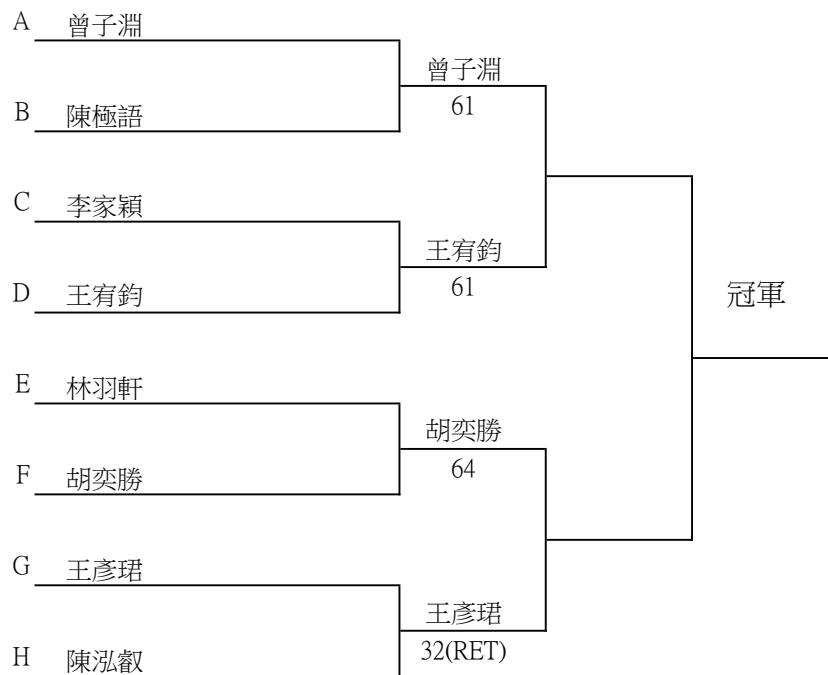 A 曾子淵
曾子淵
61
B 陳極語
C 李家穎
王宥鈞
61
D 王宥鈞
冠軍
E 林羽軒
胡奕勝
64
F 胡奕勝
G 王彥珺
王彥珺
32(RET)
H 陳泓叡